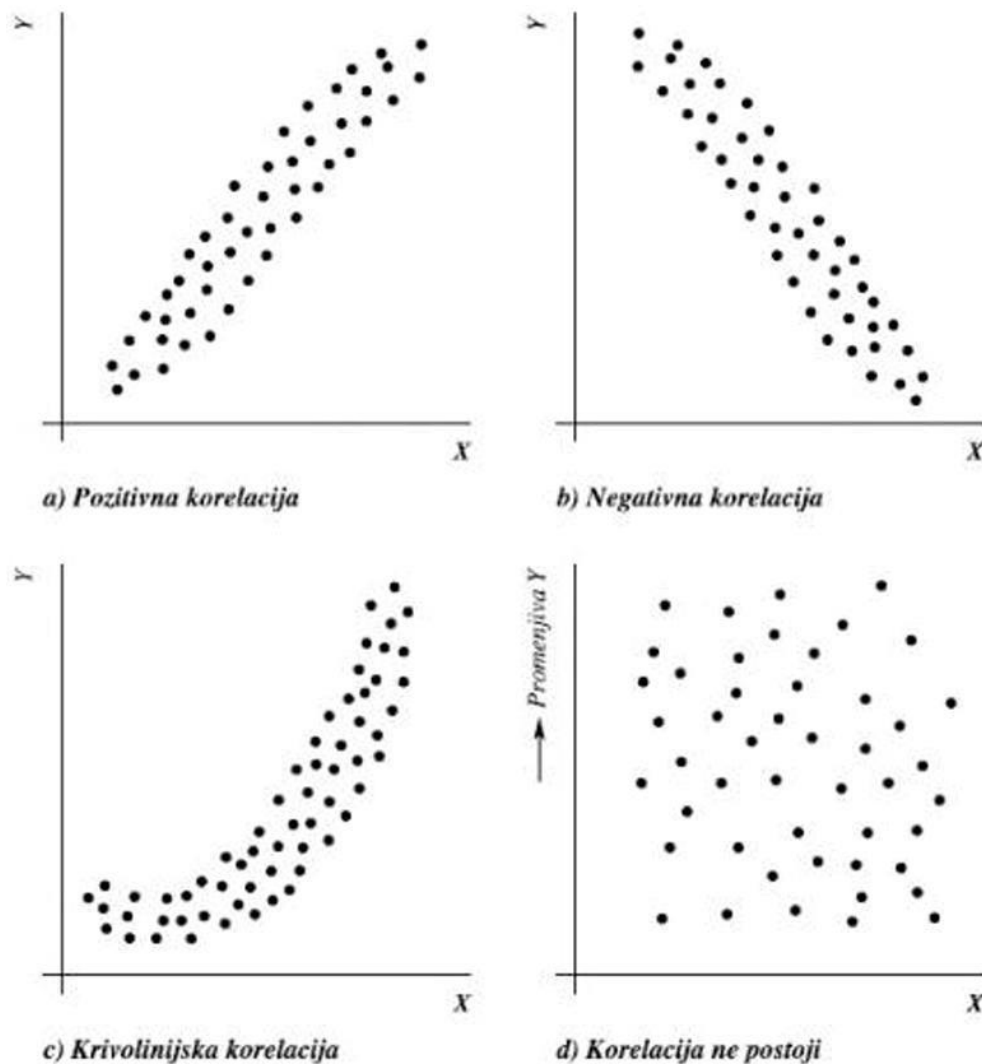 Y
X
a) Pozitivna korelacija
Y
X
b) Negativna korelacija
Y
X
c) Krivolinijska korelacija
Promenjiva Y
X
d) Korelacija ne postoji